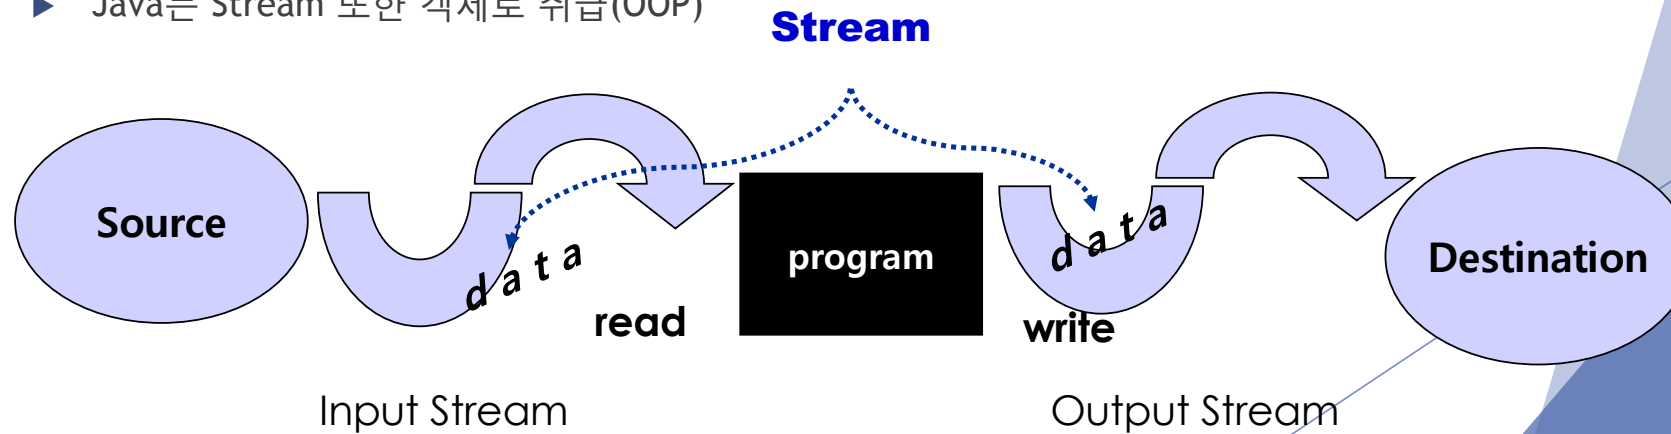 Java는 Stream 또한 객체로 취급(OOP)
Stream
Source
data
read
program
data
write
Destination
Input Stream
Output Stream